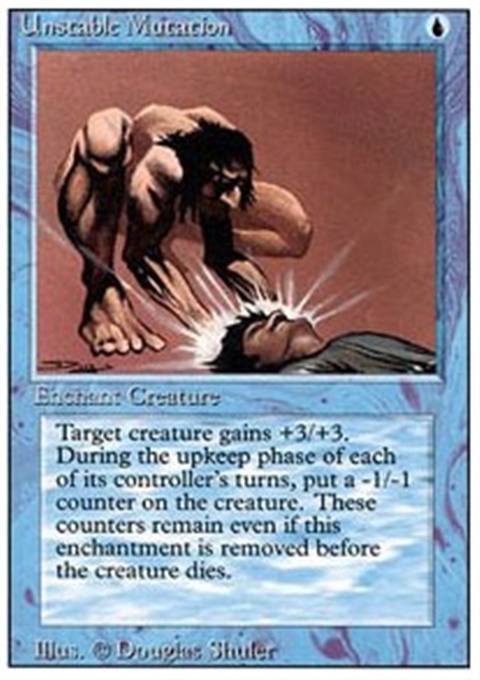 Unstable Mutation
Enchant Creature
Target creature gains +3/+3.
During the upkeep phase of each
of its controller's turns, put a -1/-1
counter on the creature. These
counters remain even if this
enchantment is removed before
the creature dies.
Illus. © Douglas Shuler